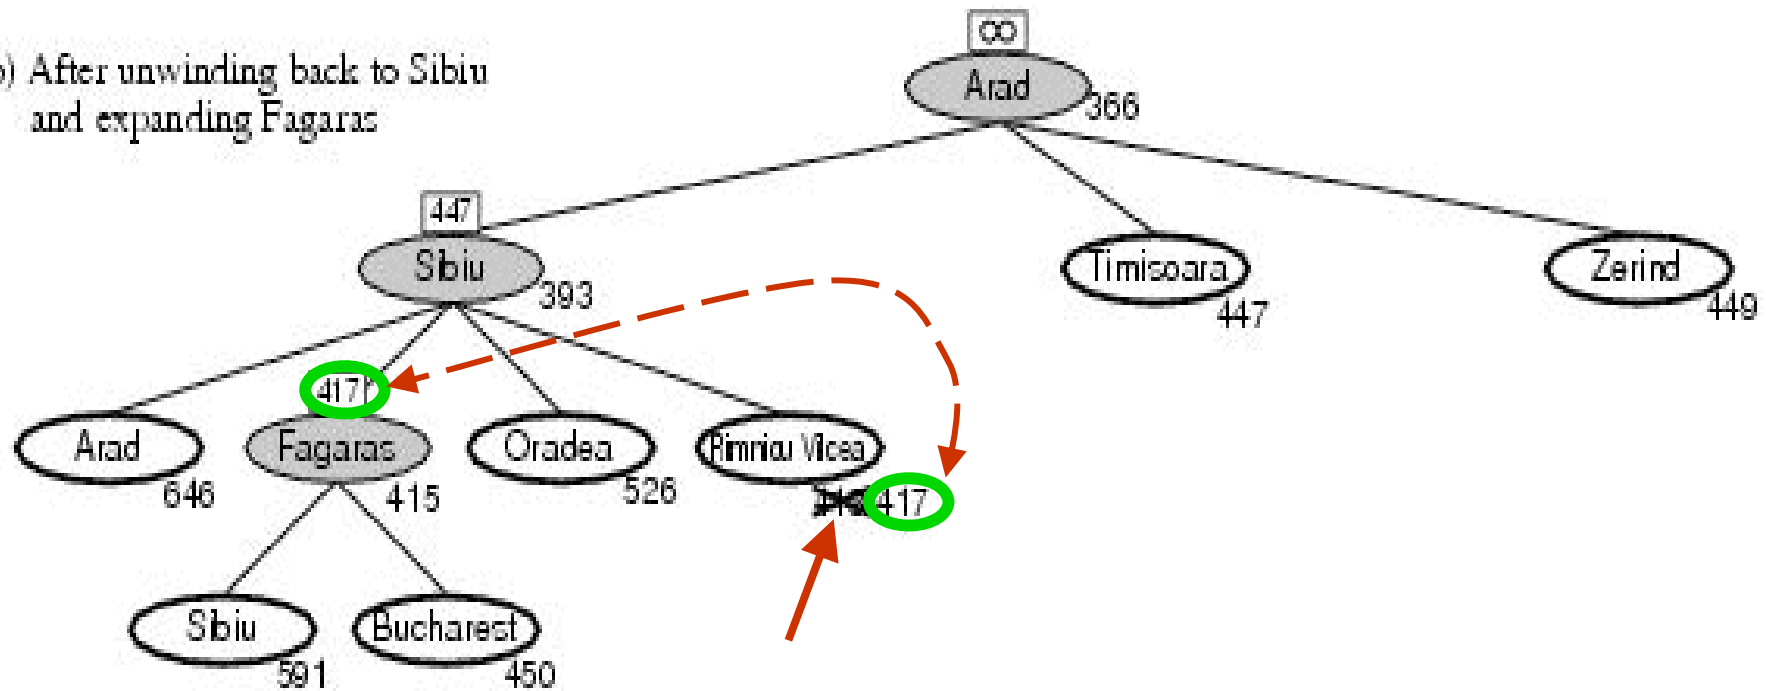 ∞
) After unwinding back to Sibiu
and expanding Fagaras
Arad
366
447
Sibiu
393
Timisoara
447
Zerind
449
417
Arad
646
Fagaras
415
Oradea
526
Rimnicu Vilcea
417
Sibiu
591
Bucharest
450